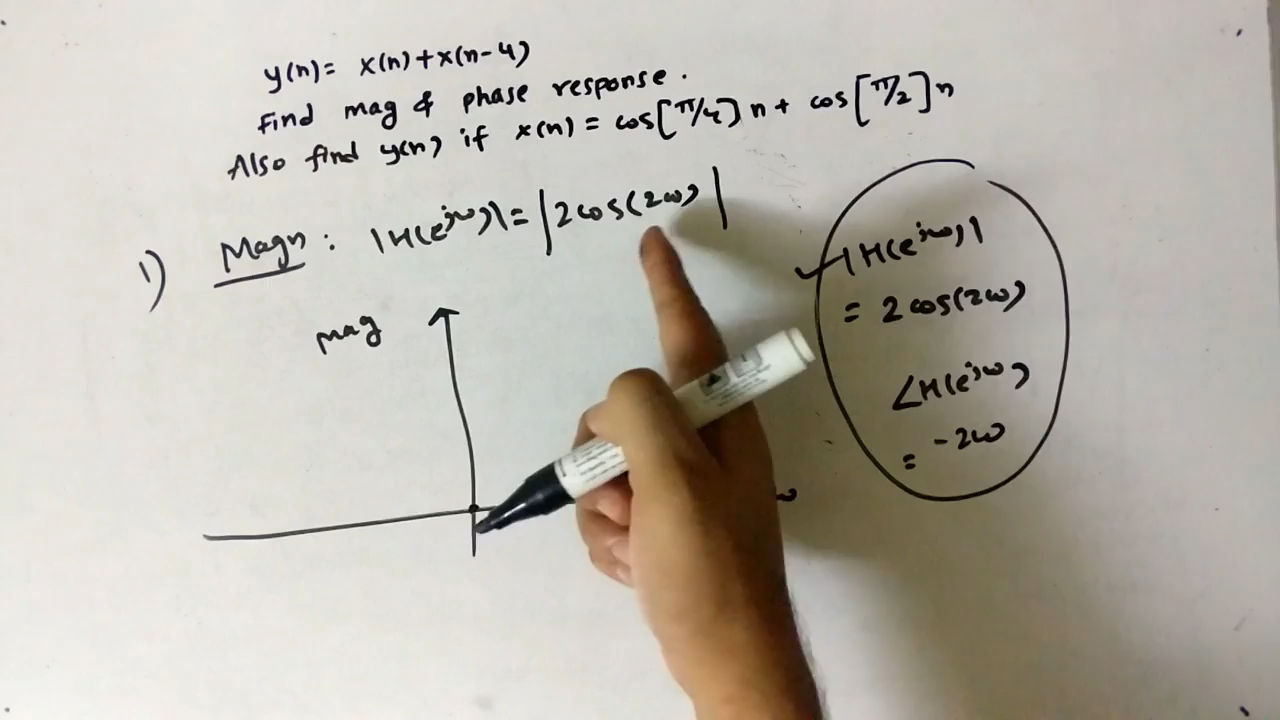 y(n)= x(n)+x(n-4)
Find mag & phase response.
Also find y(n) if x(n) = cos[π/4]n + cos[π/2]n
1) Magn : |H(e^jω)| = |2cos(2ω)|
mag
ω
✓|H(e^jω)|
= 2cos(2ω)
∠H(e^jω)
= -2ω